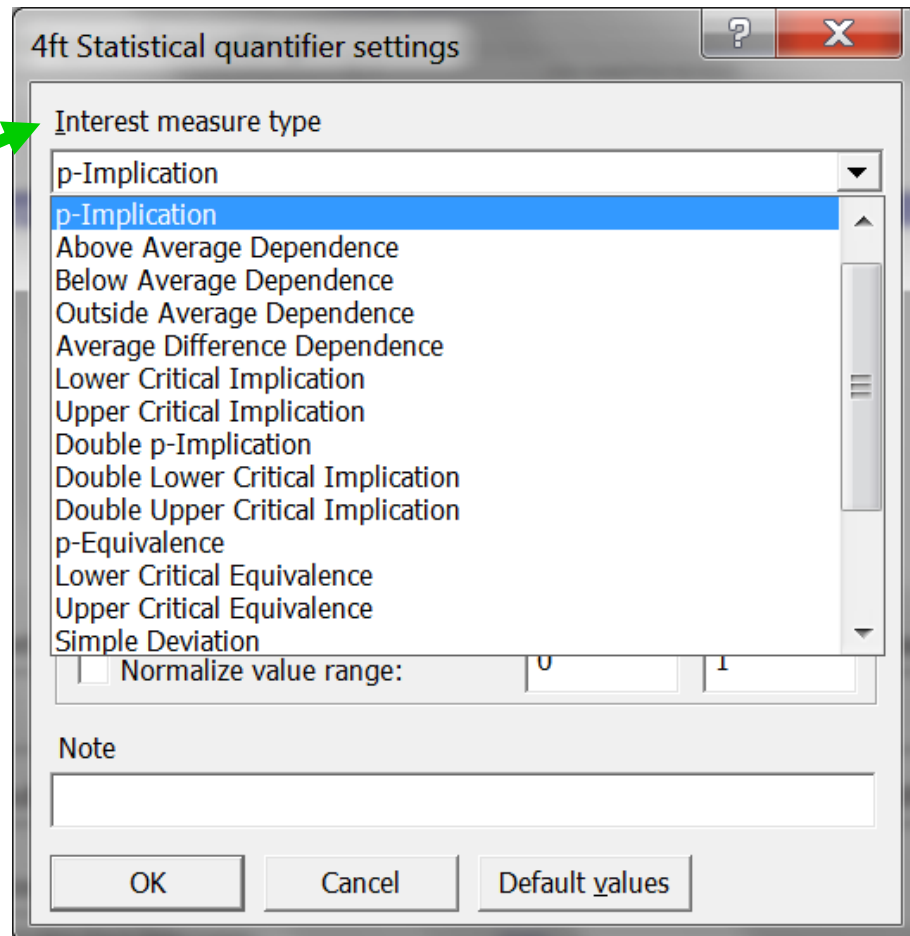 4ft Statistical quantifier settings
Interest measure type
p-Implication
p-Implication
Above Average Dependence
Below Average Dependence
Outside Average Dependence
Average Difference Dependence
Lower Critical Implication
Upper Critical Implication
Double p-Implication
Double Lower Critical Implication
Double Upper Critical Implication
p-Equivalence
Lower Critical Equivalence
Upper Critical Equivalence
Simple Deviation
Normalize value range: 0 1
Note
OK Cancel Default values